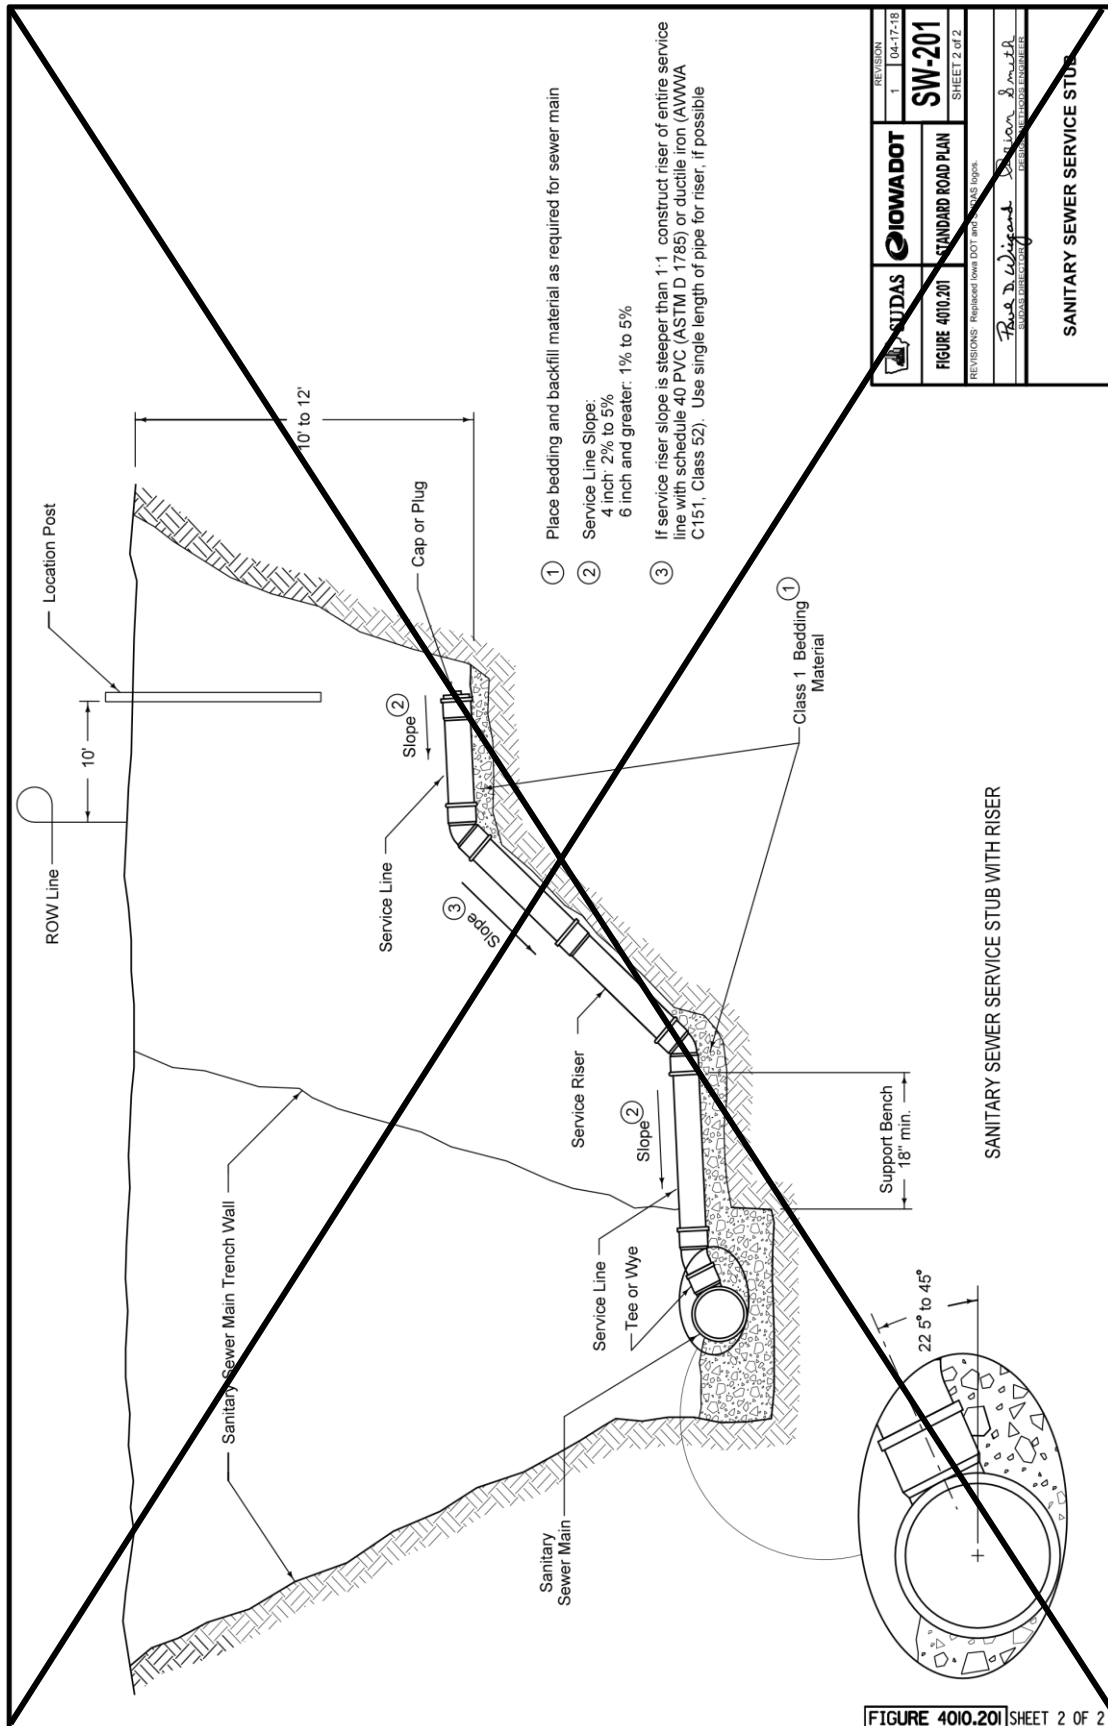 ROW Line
10'
Location Post
10' to 12'
Sanitary Sewer Main Trench Wall
Service Line
Slope 2
Cap or Plug
Slope 3
Service Riser
Slope 2
Service Line
Tee or Wye
Sanitary
Sewer Main
Support Bench
18" min.
Class 1 Bedding 1
Material
22 5° to 45°
SANITARY SEWER SERVICE STUB WITH RISER
1 Place bedding and backfill material as required for sewer main
2 Service Line Slope:
4 inch: 2% to 5%
6 inch and greater: 1% to 5%
3 If service riser slope is steeper than 1:1 construct riser of entire service
line with schedule 40 PVC (ASTM D 1785) or ductile iron (AWWA
C151, Class 52). Use single length of pipe for riser, if possible
SUDAS
IOWADOT
REVISION
1 04-17-18
FIGURE 4010.201
STANDARD ROAD PLAN
SW-201
SHEET 2 of 2
REVISIONS Replaced Iowa DOT and SUDAS logos.
Paul D. Wiegand
Brian Smith
SUDAS DIRECTOR
DESIGN METHODS ENGINEER
SANITARY SEWER SERVICE STUB
FIGURE 4010.201 SHEET 2 OF 2